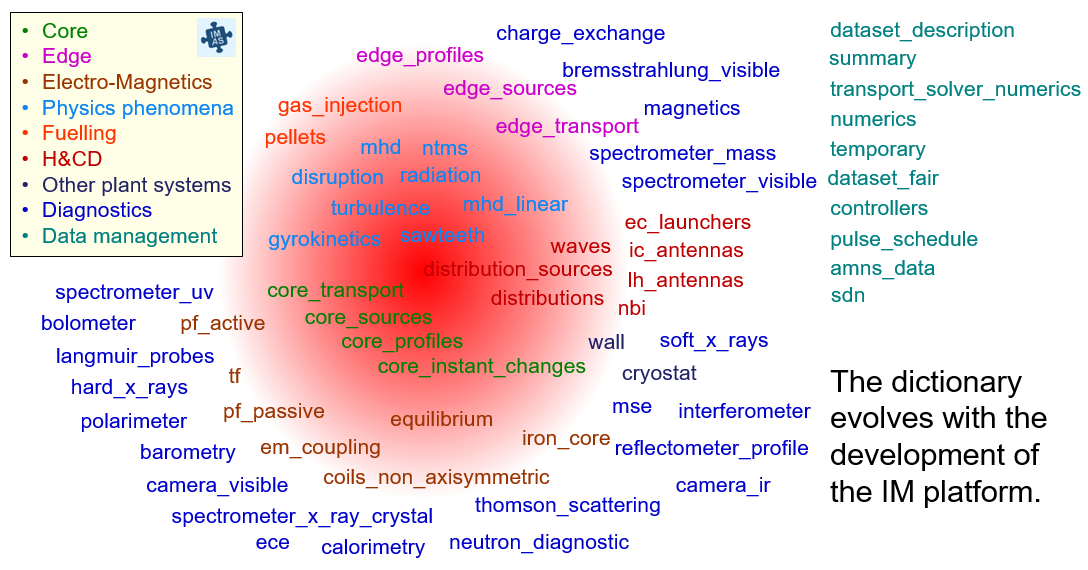 • Core
• Edge
• Electro-Magnetics
• Physics phenomena
• Fuelling
• H&CD
• Other plant systems
• Diagnostics
• Data management
IM
AS
charge_exchange
edge_profiles
bremsstrahlung_visible
edge_sources
gas_injection
magnetics
edge_transport
pellets
mhd
ntms
spectrometer_mass
disruption
radiation
spectrometer_visible
turbulence
mhd_linear
ec_launchers
gyrokinetics
sawteeth
waves
ic_antennas
distribution_sources
lh_antennas
spectrometer_uv
core_transport
distributions
nbi
bolometer
pf_active
core_sources
core_profiles
wall
soft_x_rays
langmuir_probes
core_instant_changes
cryostat
tf
hard_x_rays
mse
interferometer
polarimeter
pf_passive
equilibrium
iron_core
reflectometer_profile
barometry
em_coupling
coils_non_axisymmetric
camera_visible
camera_ir
thomson_scattering
spectrometer_x_ray_crystal
ece
calorimetry
neutron_diagnostic
dataset_description
summary
transport_solver_numerics
numerics
temporary
dataset_fair
controllers
pulse_schedule
amns_data
sdn
The dictionary
evolves with the
development of
the IM platform.